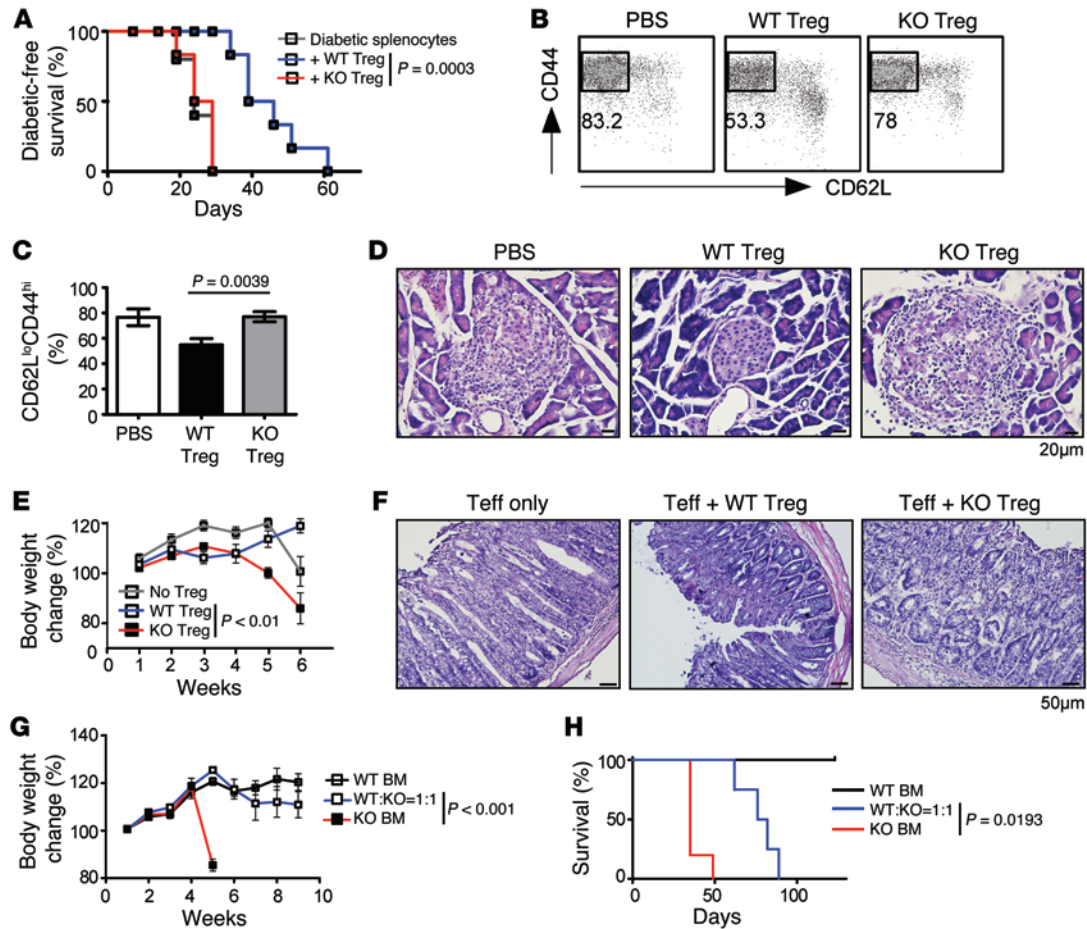 A
Diabetic-free
survival (%)
100
50
0
0 20 40 60
Days
Diabetic splenocytes
+ WT Treg
+ KO Treg
P = 0.0003
B
PBS WT Treg KO Treg
CD44
83.2 53.3 78
CD62L
C
CD62LloCD44hi
(%)
100
80
60
40
20
0
P = 0.0039
PBS WT Treg KO Treg
D
PBS WT Treg KO Treg
20µm
E
Body weight
change (%)
120
100
80
60
0 1 2 3 4 5 6
Weeks
No Treg
WT Treg
KO Treg
P < 0.01
F
Teff only Teff + WT Treg Teff + KO Treg
50µm
G
Body weight
change (%)
140
120
100
80
0 2 4 6 8 10
Weeks
WT BM
WT:KO=1:1
KO BM
P < 0.001
H
Survival (%)
100
50
0
0 50 100
Days
WT BM
WT:KO=1:1
KO BM
P = 0.0193